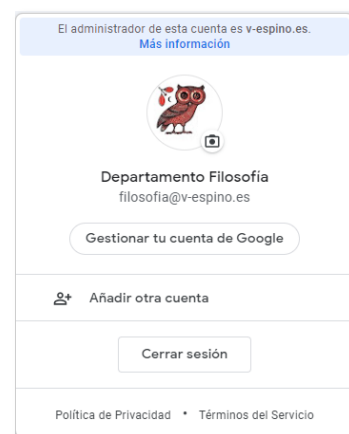 El administrador de esta cuenta es v-espino.es.
Más información
Departamento Filosofía
filosofia@v-espino.es
Gestionar tu cuenta de Google
Añadir otra cuenta
Cerrar sesión
Política de Privacidad • Términos del Servicio